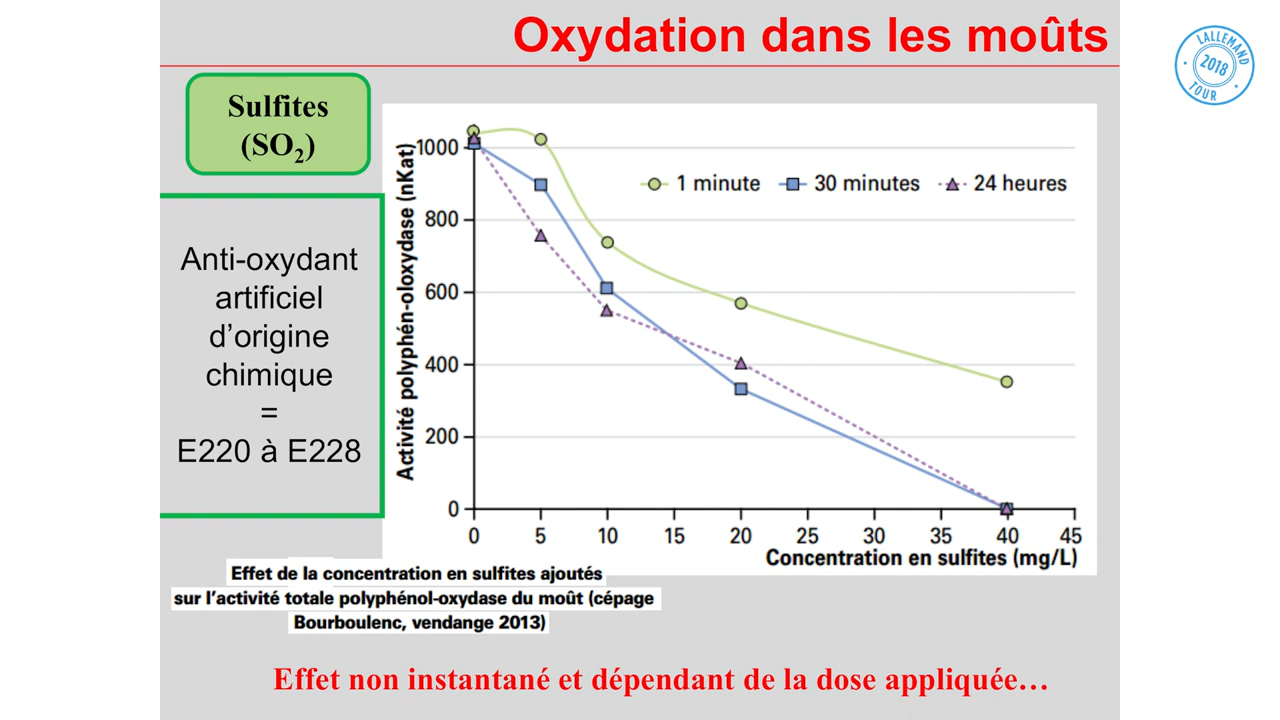 Oxydation dans les moûts
LALLEMAND
2018
TOUR
Sulfites
(SO2)
Anti-oxydant
artificiel
d’origine
chimique
=
E220 à E228
Activité polyphén-oloxydase (nKat)
1000
800
600
400
200
0
1 minute 30 minutes 24 heures
0 5 10 15 20 25 30 35 40 45
Concentration en sulfites (mg/L)
Effet de la concentration en sulfites ajoutés
sur l’activité totale polyphénol-oxydase du moût (cépage
Bourboulenc, vendange 2013)
Effet non instantané et dépendant de la dose appliquée…